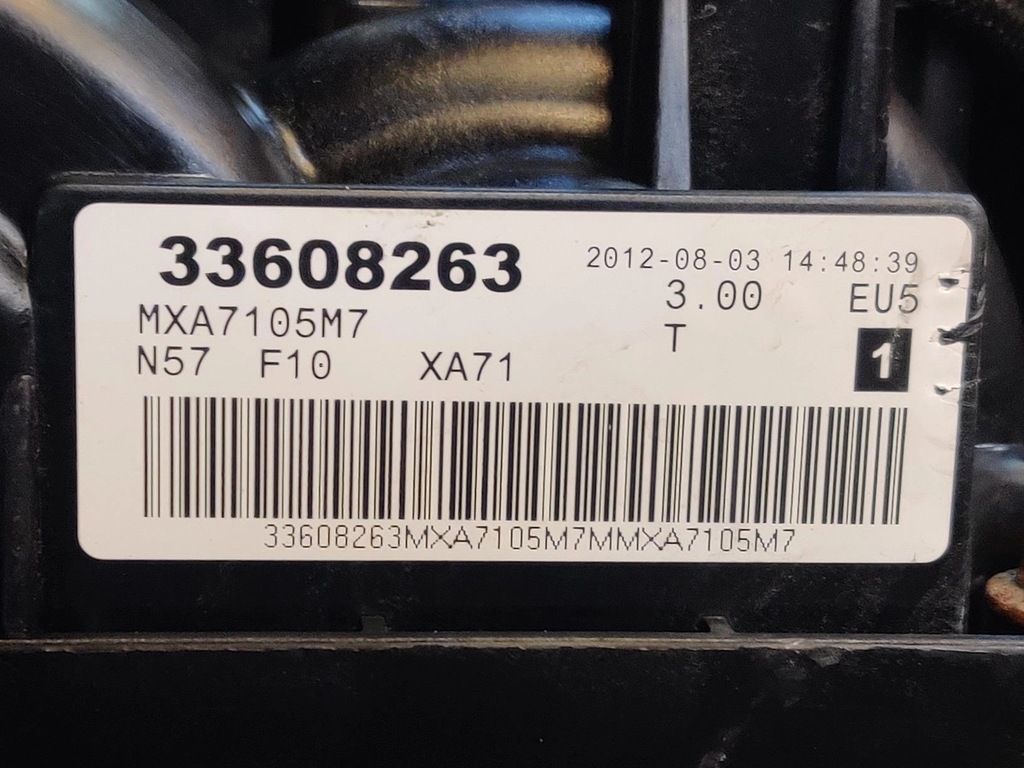 33608263 2012-08-03 14:48:39
MXA7105M7 3.00 EU5
N57 F10 XA71 T 1
33608263MXA7105M7MMXA7105M7